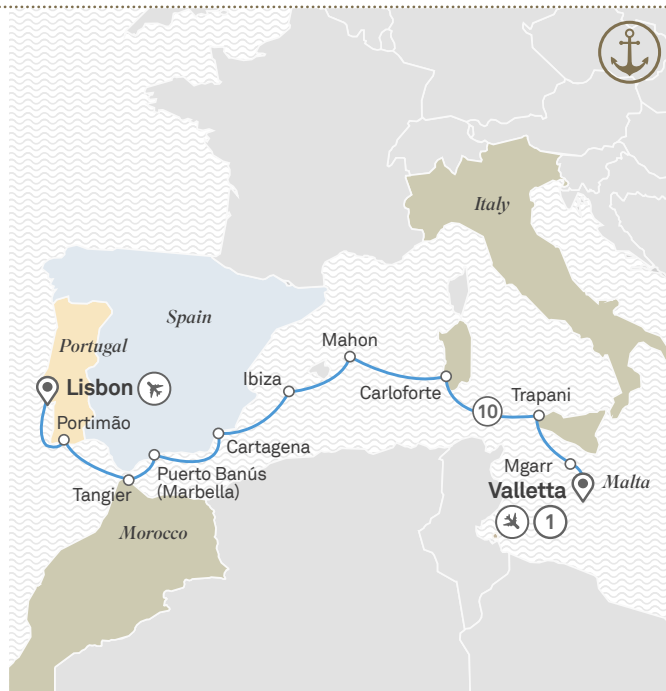 Italy
Spain
Portugal
Mahon
Ibiza
Lisbon
Carloforte
Trapani
10
Portimão
Cartagena
Mgarr
Puerto Banús
(Marbella)
Tangier
Valletta
Malta
1
Morocco